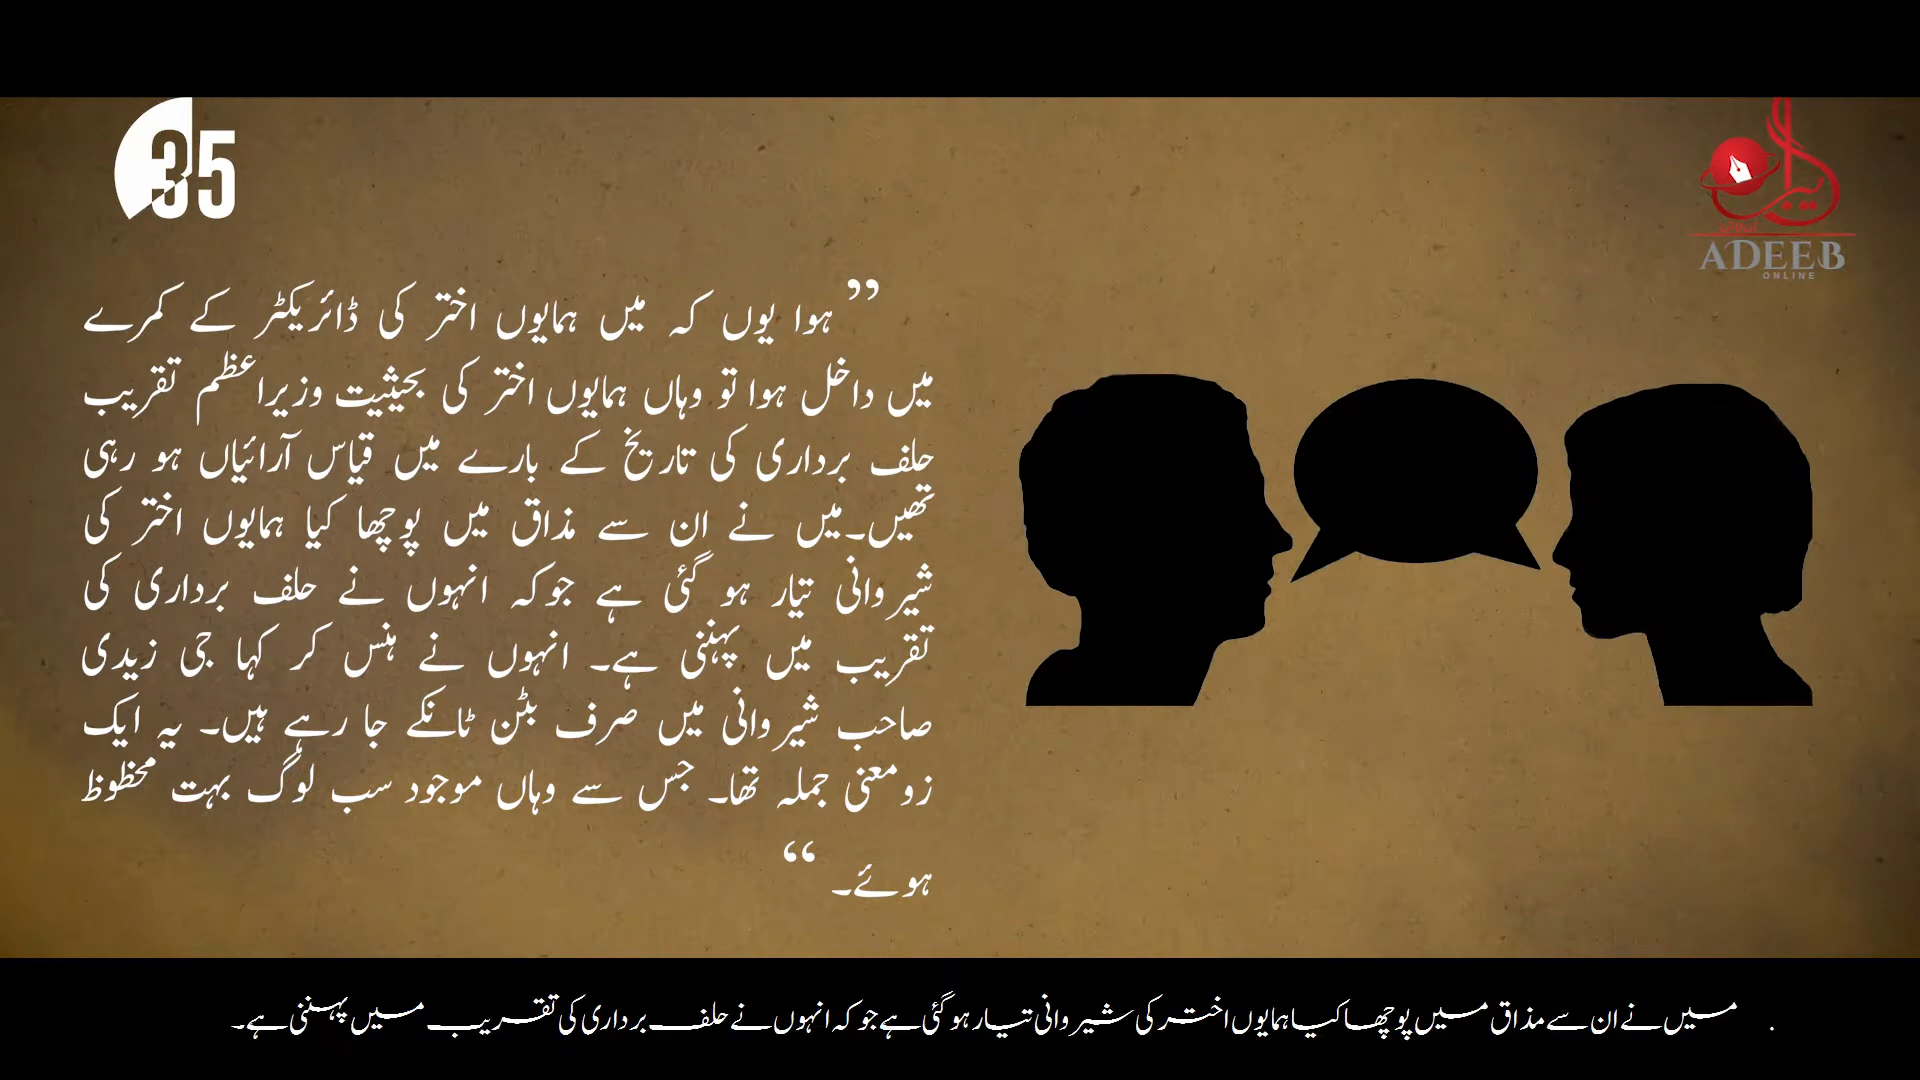 35
ADEEB
ONLINE
”ہوا یوں کہ میں ہمایوں اختر کی ڈائریکٹر کے کمرے
میں داخل ہوا تو وہاں ہمایوں اختر کی بحیثیت وزیراعظم تقریب
حلف برداری کی تاریخ کے بارے میں قیاس آرائیاں ہو رہی
تھیں۔میں نے ان سے مذاق میں پوچھا کیا ہمایوں اختر کی
شیروانی تیار ہو گئی ہے جوکہ انہوں نے حلف برداری کی
تقریب میں پہننی ہے۔ انہوں نے ہنس کر کہا جی زیدی
صاحب شیروانی میں صرف بٹن ٹانکے جا رہے ہیں۔ یہ ایک
زومعنی جملہ تھا۔ جس سے وہاں موجود سب لوگ بہت محظوظ
ہوئے۔“
. میں نے ان سے مذاق میں پوچھا کیا ہمایوں اختر کی شیروانی تیار ہو گئی ہے جو کہ انہوں نے حلف برداری کی تقریب میں پہننی ہے۔